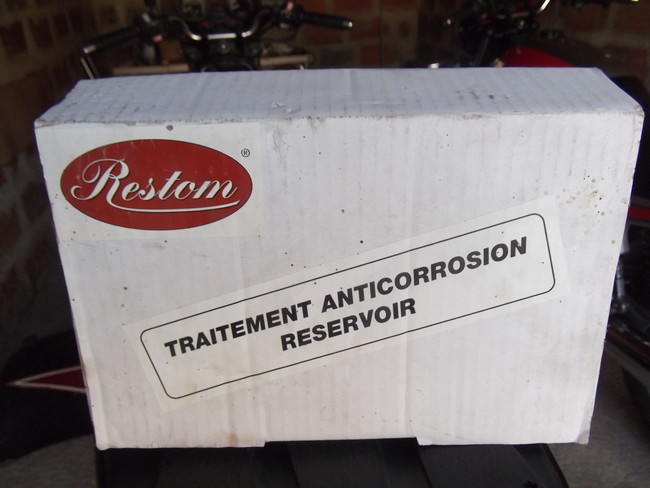 Restom®
TRAITEMENT ANTICORROSION
RESERVOIR